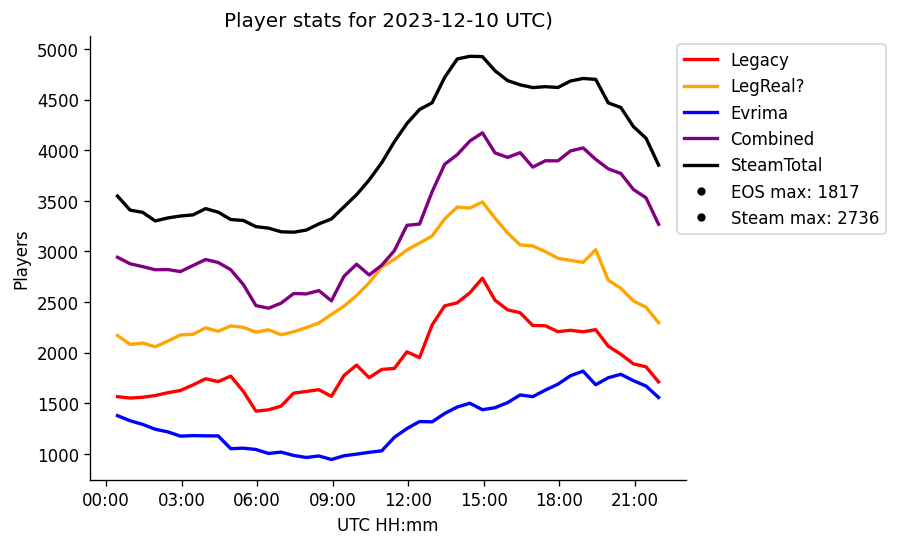 Player stats for 2023-12-10 UTC)
Players
5000
4500
4000
3500
3000
2500
2000
1500
1000
00:00 03:00 06:00 09:00 12:00 15:00 18:00 21:00
UTC HH:mm
Legacy
LegReal?
Evrima
Combined
SteamTotal
EOS max: 1817
Steam max: 2736